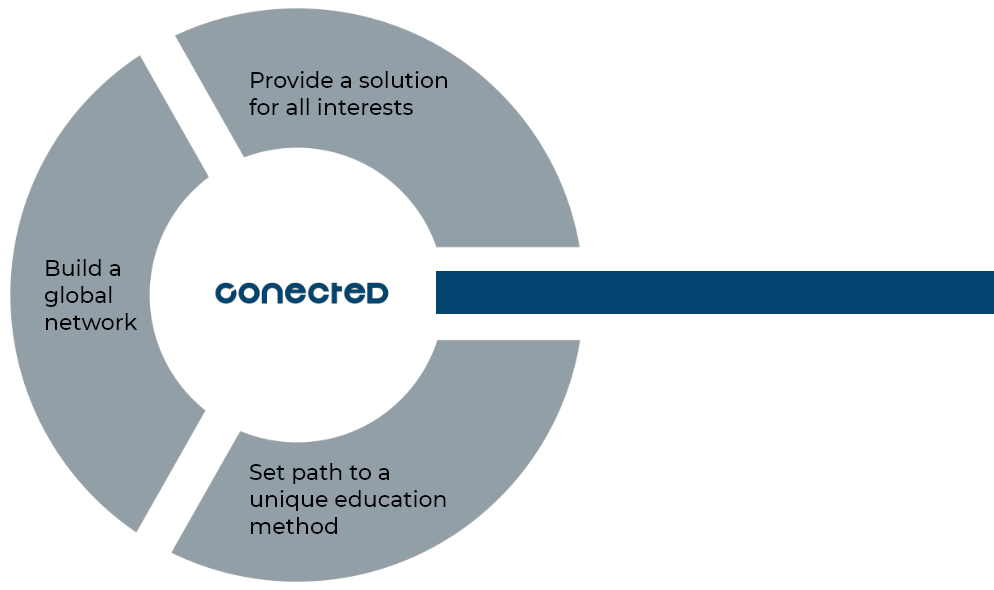 Provide a solution
for all interests
Build a
global
network
conecteD
Set path to a
unique education
method